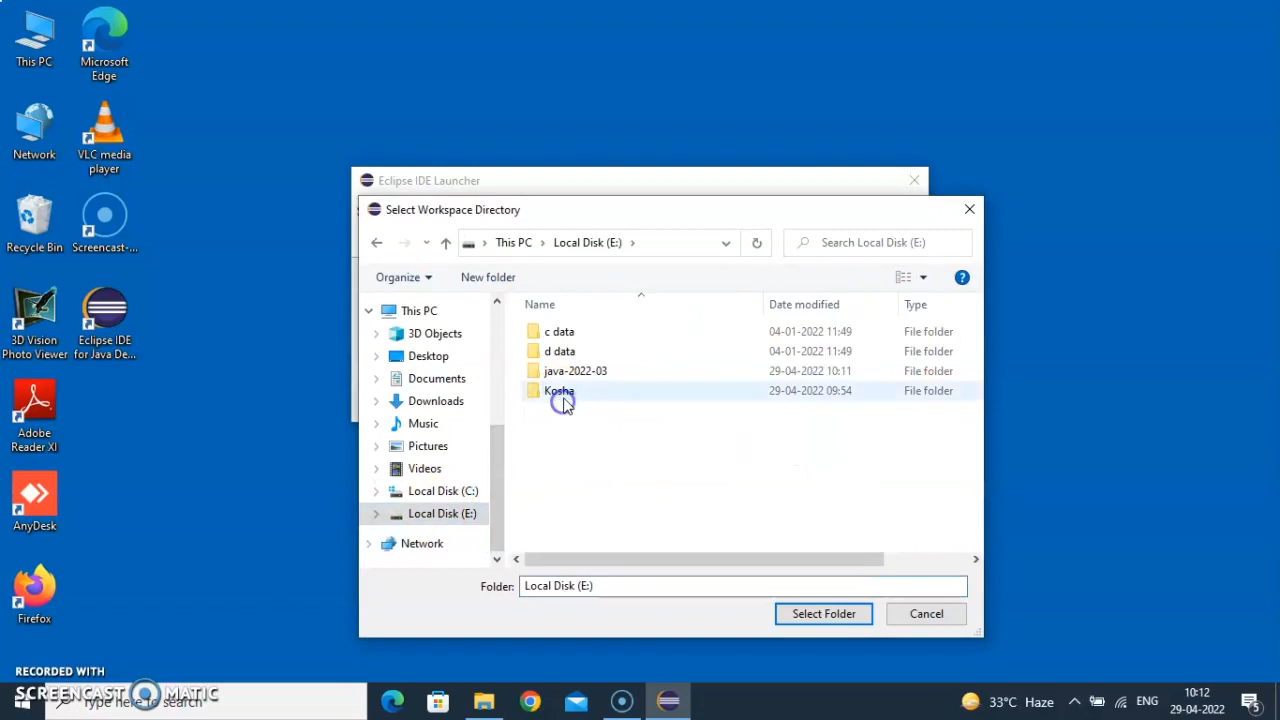 This PC
Microsoft
Edge
Network
VLC media
player
Recycle Bin
Screencast-...
3D Vision
Photo Viewer
Eclipse IDE
for Java De...
Adobe
Reader XI
AnyDesk
Firefox
Eclipse IDE Launcher
Select Workspace Directory
This PC
Local Disk (E:)
Search Local Disk (E:)
Organize
New folder
Name
Date modified
Type
This PC
3D Objects
Desktop
Documents
Downloads
Music
Pictures
Videos
Local Disk (C:)
Local Disk (E:)
Network
c data 04-01-2022 11:49 File folder
d data 04-01-2022 11:49 File folder
java-2022-03 29-04-2022 10:11 File folder
Kosha 29-04-2022 09:54 File folder
Folder: Local Disk (E:)
Select Folder
Cancel
RECORDED WITH
SCREENCAST MATIC
Type here to search
33°C Haze
ENG
10:12
29-04-2022
5